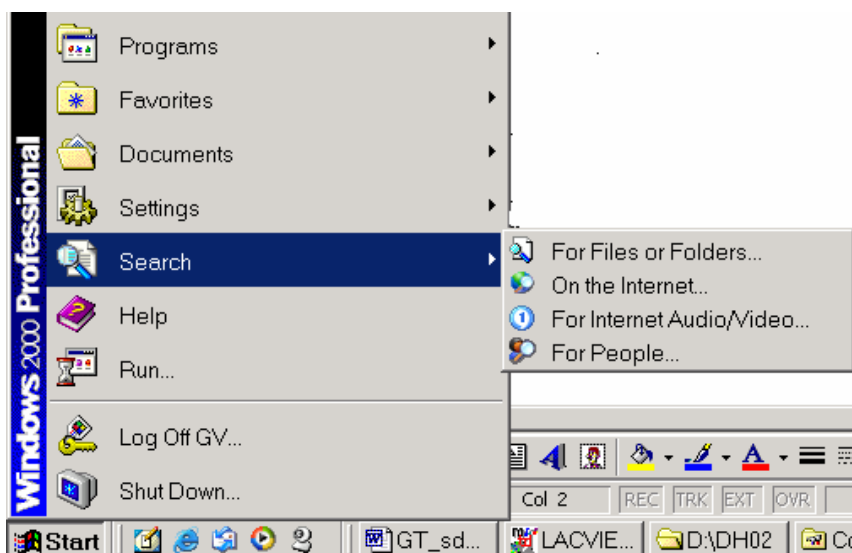 Windows 2000 Professional
Programs
Favorites
Documents
Settings
Search
Help
Run...
Log Off GV...
Shut Down...
For Files or Folders...
On the Internet...
For Internet Audio/Video...
For People...
Col 2 REC TRK EXT OVR
Start GT_sd... LACVIE... D:\DH02 Co